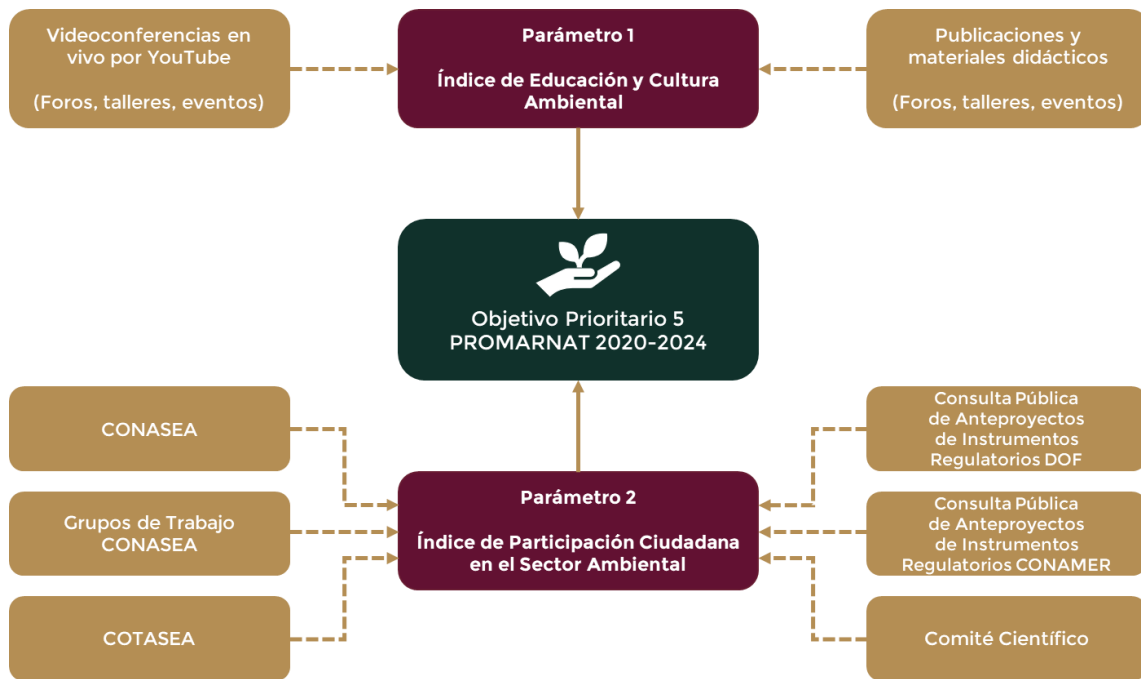 Videoconferencias en
vivo por YouTube
(Foros, talleres, eventos)
Parámetro 1
Índice de Educación y Cultura
Ambiental
Publicaciones y
materiales didácticos
(Foros, talleres, eventos)
Objetivo Prioritario 5
PROMARNAT 2020-2024
CONASEA
Grupos de Trabajo
CONASEA
COTASEA
Parámetro 2
Índice de Participación Ciudadana
en el Sector Ambiental
Consulta Pública
de Anteproyectos
de Instrumentos
Regulatorios DOF
Consulta Pública
de Anteproyectos
de Instrumentos
Regulatorios CONAMER
Comité Científico